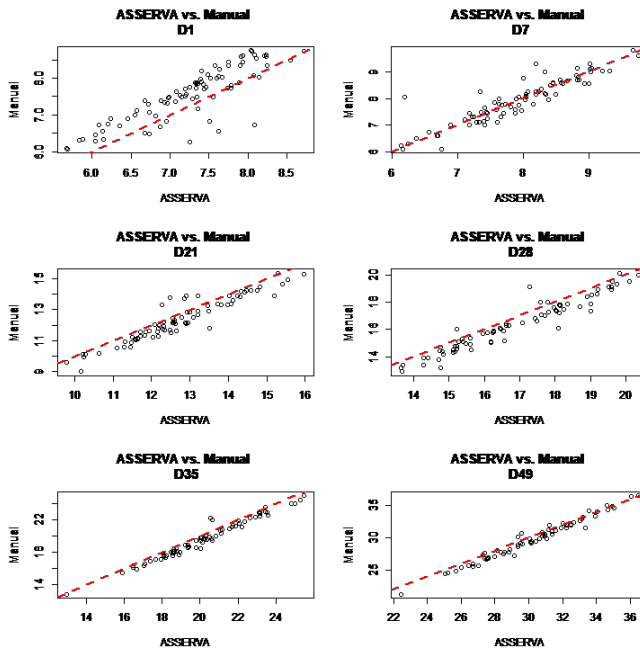 ASSERVA vs. Manual
D1
Manual
6.0 7.0 8.0
6.0 6.5 7.0 7.5 8.0 8.5
ASSERVA
ASSERVA vs. Manual
D7
Manual
6 7 8 9
6 7 8 9
ASSERVA
ASSERVA vs. Manual
D21
Manual
9 11 13 15
10 11 12 13 14 15 16
ASSERVA
ASSERVA vs. Manual
D28
Manual
14 16 18 20
14 15 16 17 18 19 20
ASSERVA
ASSERVA vs. Manual
D35
Manual
14 18 22
14 16 18 20 22 24
ASSERVA
ASSERVA vs. Manual
D49
Manual
25 30 35
22 24 26 28 30 32 34 36
ASSERVA